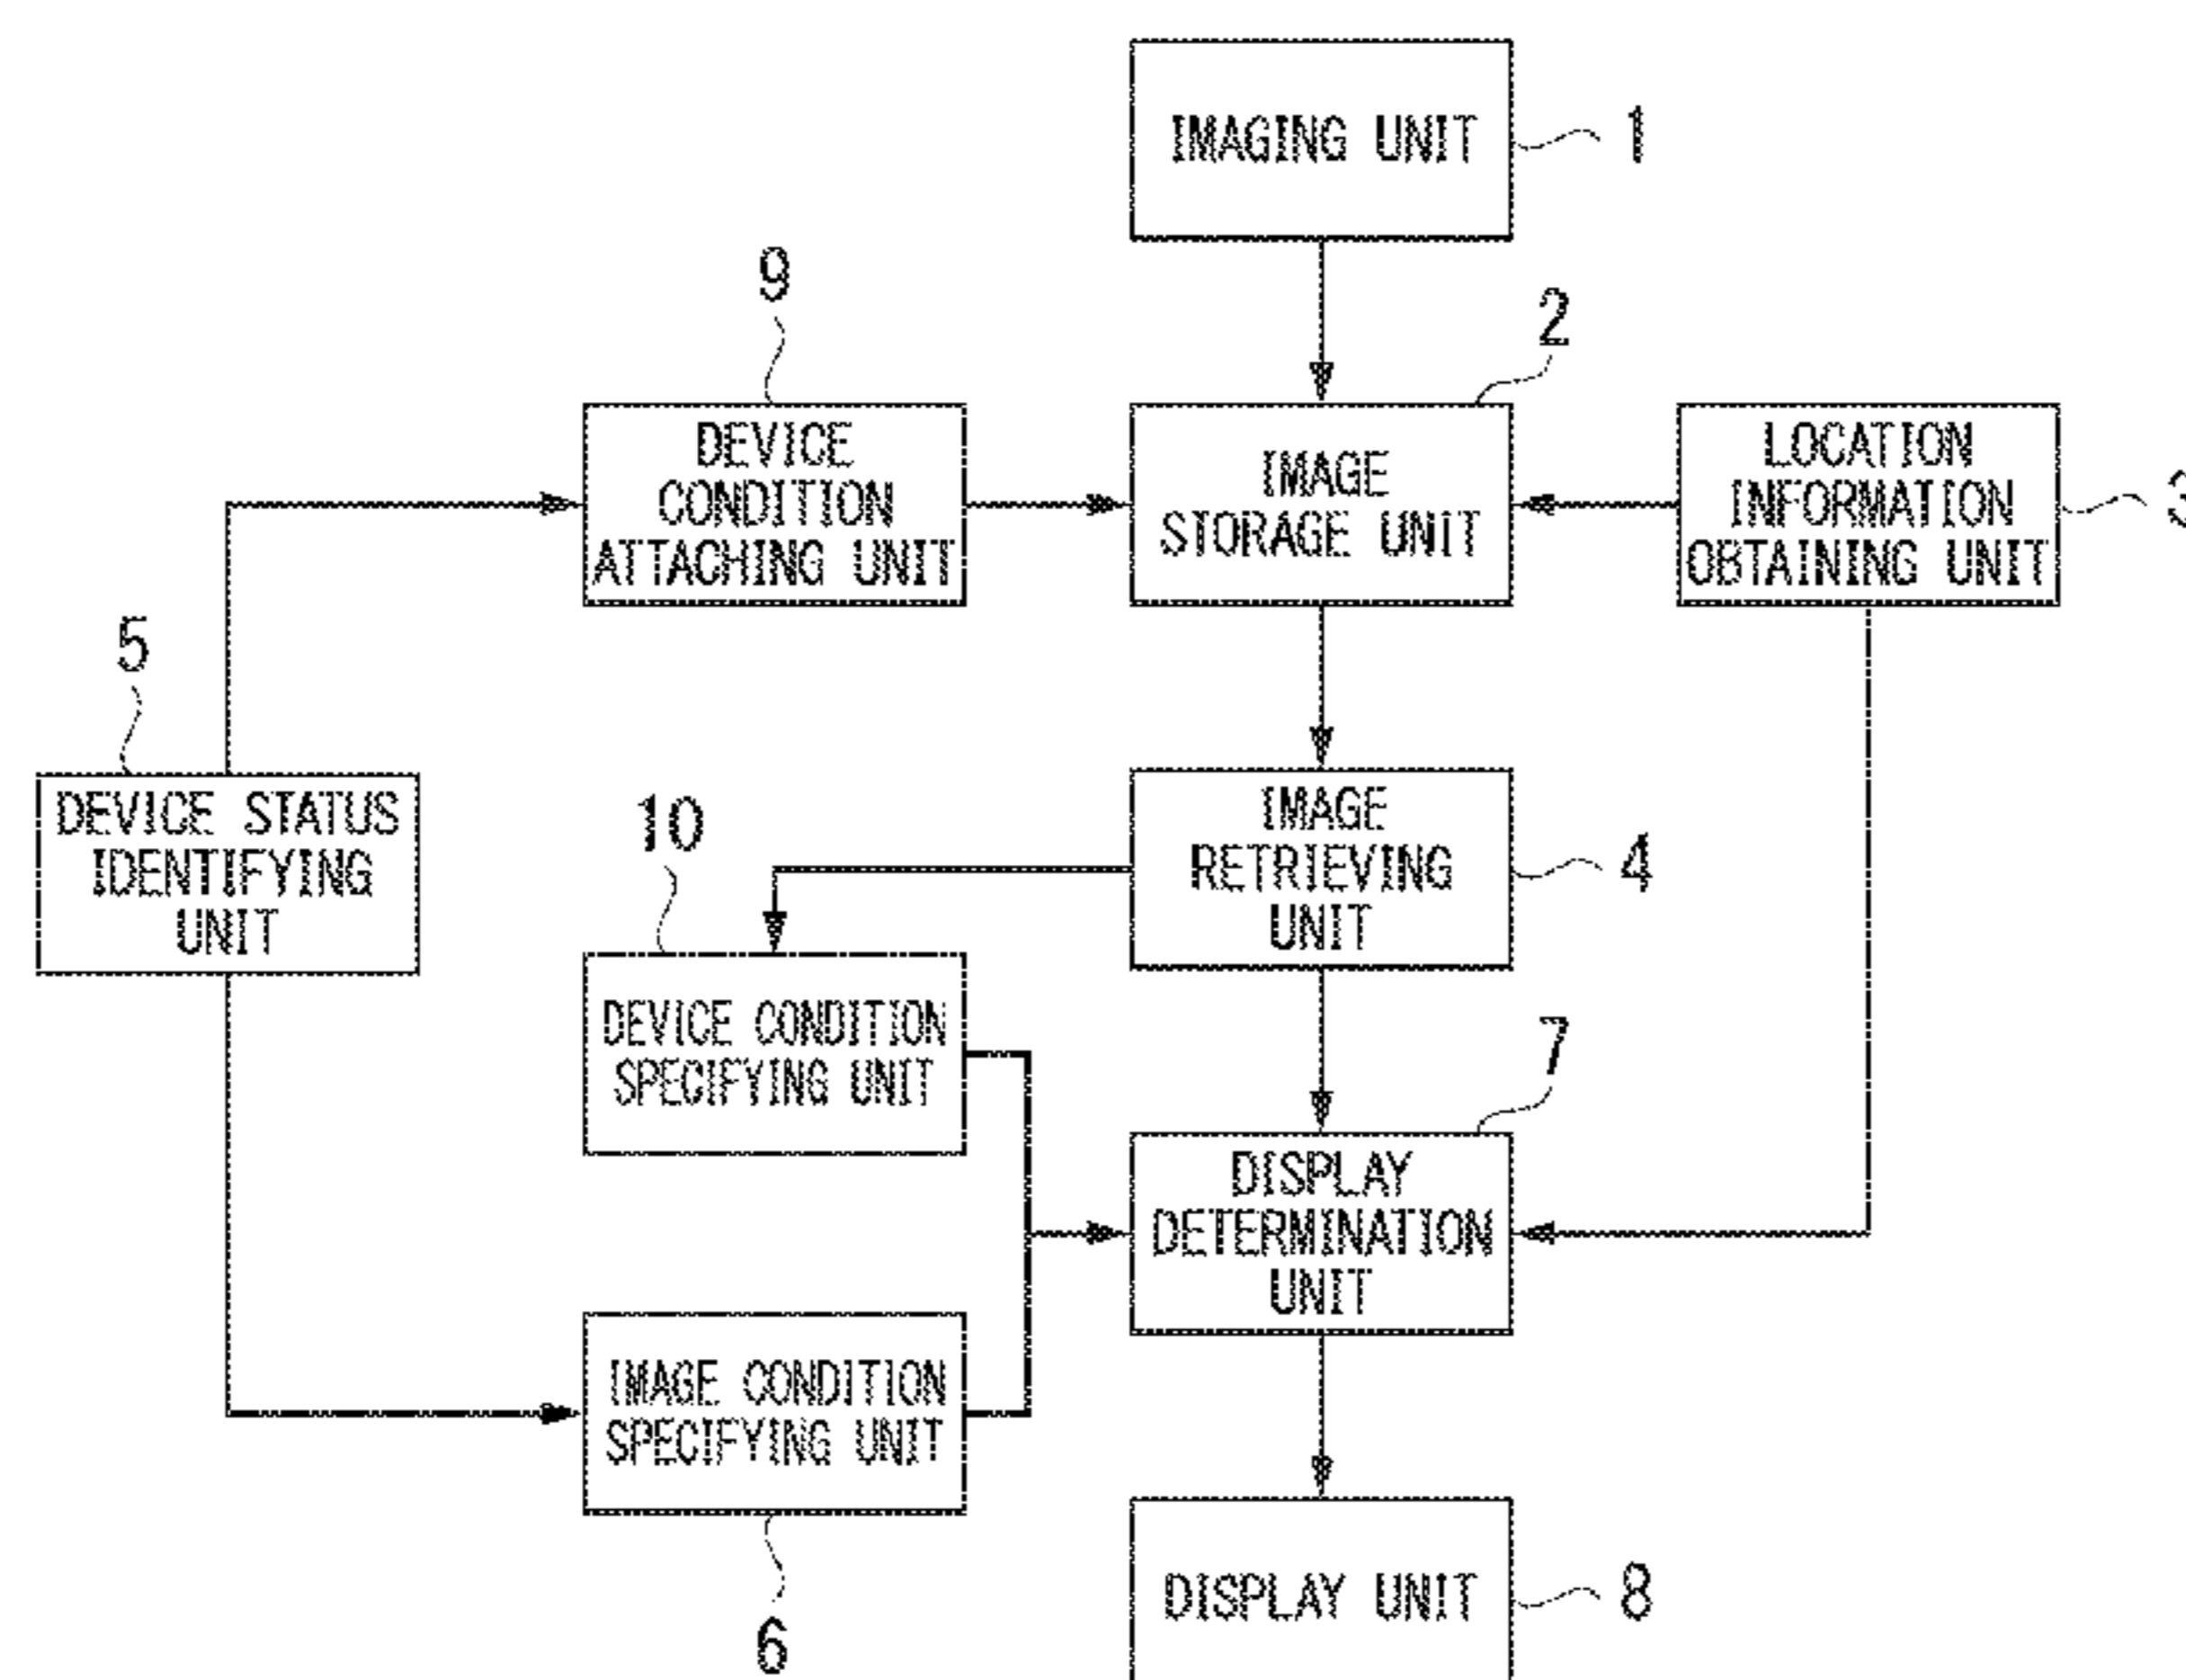 IMAGING UNIT
1
9
2
DEVICE
CONDITION
ATTACHING UNIT
IMAGE
STORAGE UNIT
LOCATION
INFORMATION
OBTAINING UNIT
3
5
DEVICE STATUS
IDENTIFYING
UNIT
10
IMAGE
RETRIEVING
UNIT
4
DEVICE CONDITION
SPECIFYING UNIT
7
DISPLAY
DETERMINATION
UNIT
IMAGE CONDITION
SPECIFYING UNIT
6
DISPLAY UNIT
8